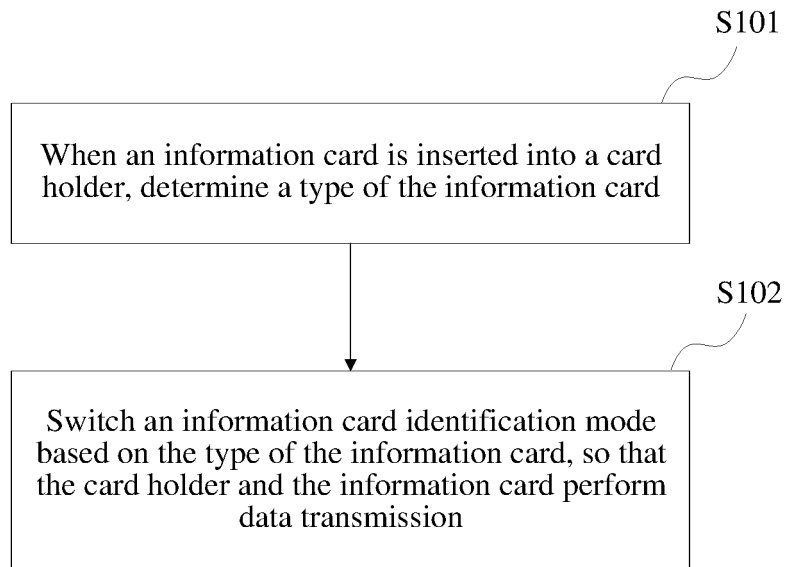 S101
When an information card is inserted into a card
holder, determine a type of the information card
S102
Switch an information card identification mode
based on the type of the information card, so that
the card holder and the information card perform
data transmission